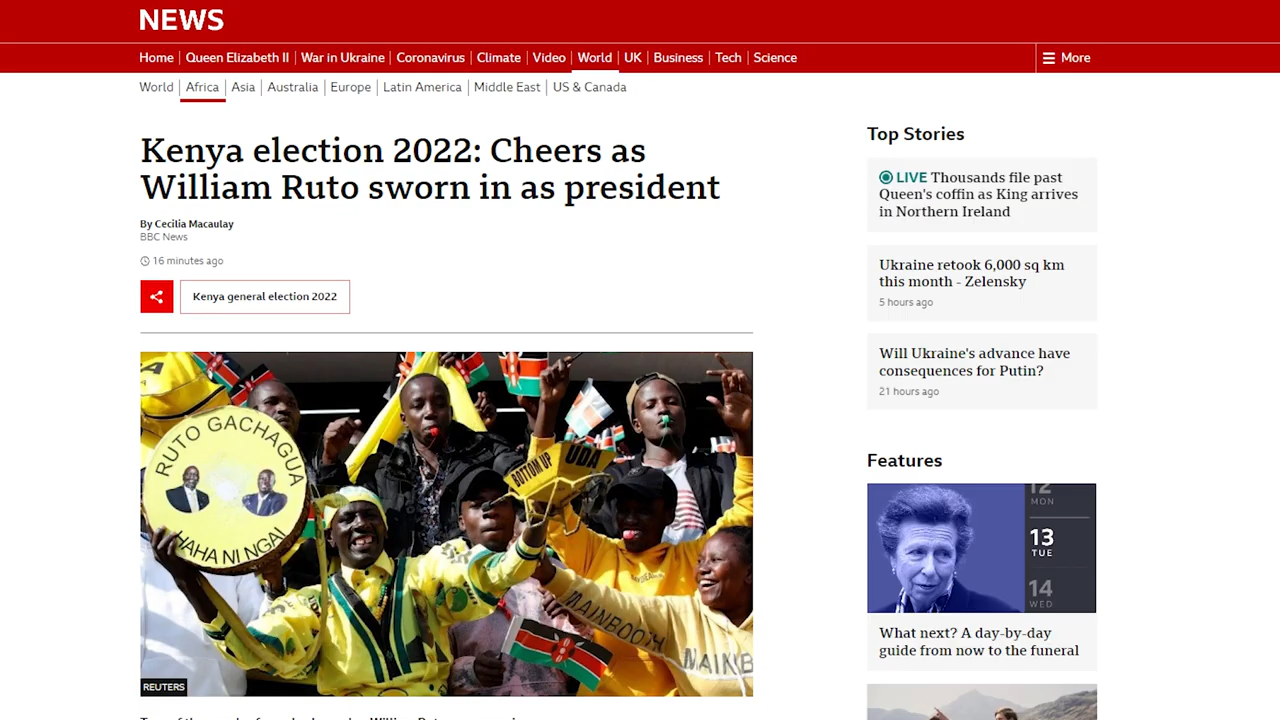 NEWS
Home
Queen Elizabeth II
War in Ukraine
Coronavirus
Climate
Video
World
UK
Business
Tech
Science
More
World
Africa
Asia
Australia
Europe
Latin America
Middle East
US & Canada
Kenya election 2022: Cheers as
William Ruto sworn in as president
By Cecilia Macaulay
BBC News
16 minutes ago
Kenya general election 2022
RUTO GACHAGUA
HAHA NI NGAI
BOTTOM UP
UDA
MAINBOOTH
REUTERS
Top Stories
LIVE Thousands file past
Queen's coffin as King arrives
in Northern Ireland
Ukraine retook 6,000 sq km
this month - Zelensky
5 hours ago
Will Ukraine's advance have
consequences for Putin?
21 hours ago
Features
12
MON
13
TUE
14
WED
What next? A day-by-day
guide from now to the funeral